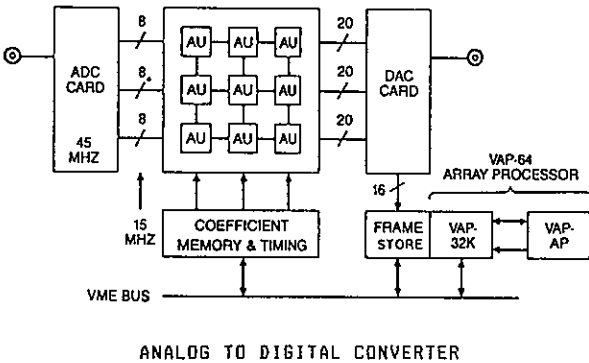 8 20
ADC CARD
AU AU AU
DAC CARD
8 20
AU AU AU
8 20
AU AU AU
45 MHZ
VAP-64 ARRAY PROCESSOR
16
15 MHZ
COEFFICIENT MEMORY & TIMING
FRAME STORE
VAP-32K
VAP-AP
VME BUS
ANALOG TO DIGITAL CONVERTER